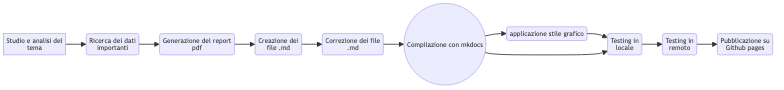 Studio e analisi del
tema
Ricerca dei dati
importanti
Generazione del report
pdf
Creazione dei
file .md
Correzione dei file
.md
Compilazione con mkdocs
applicazione stile grafico
Testing in
locale
Testing in
remoto
Pubblicazione su
Github pages